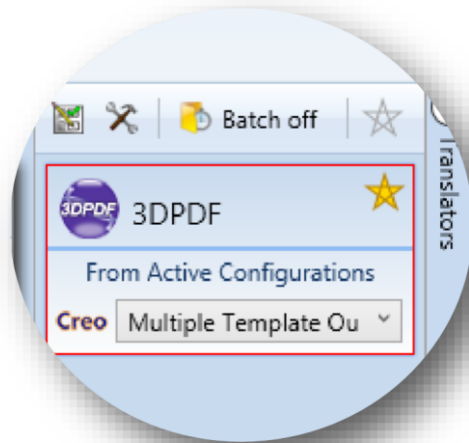 Batch off
Translators
3DPDF
3DPDF
From Active Configurations
Creo Multiple Template Ou